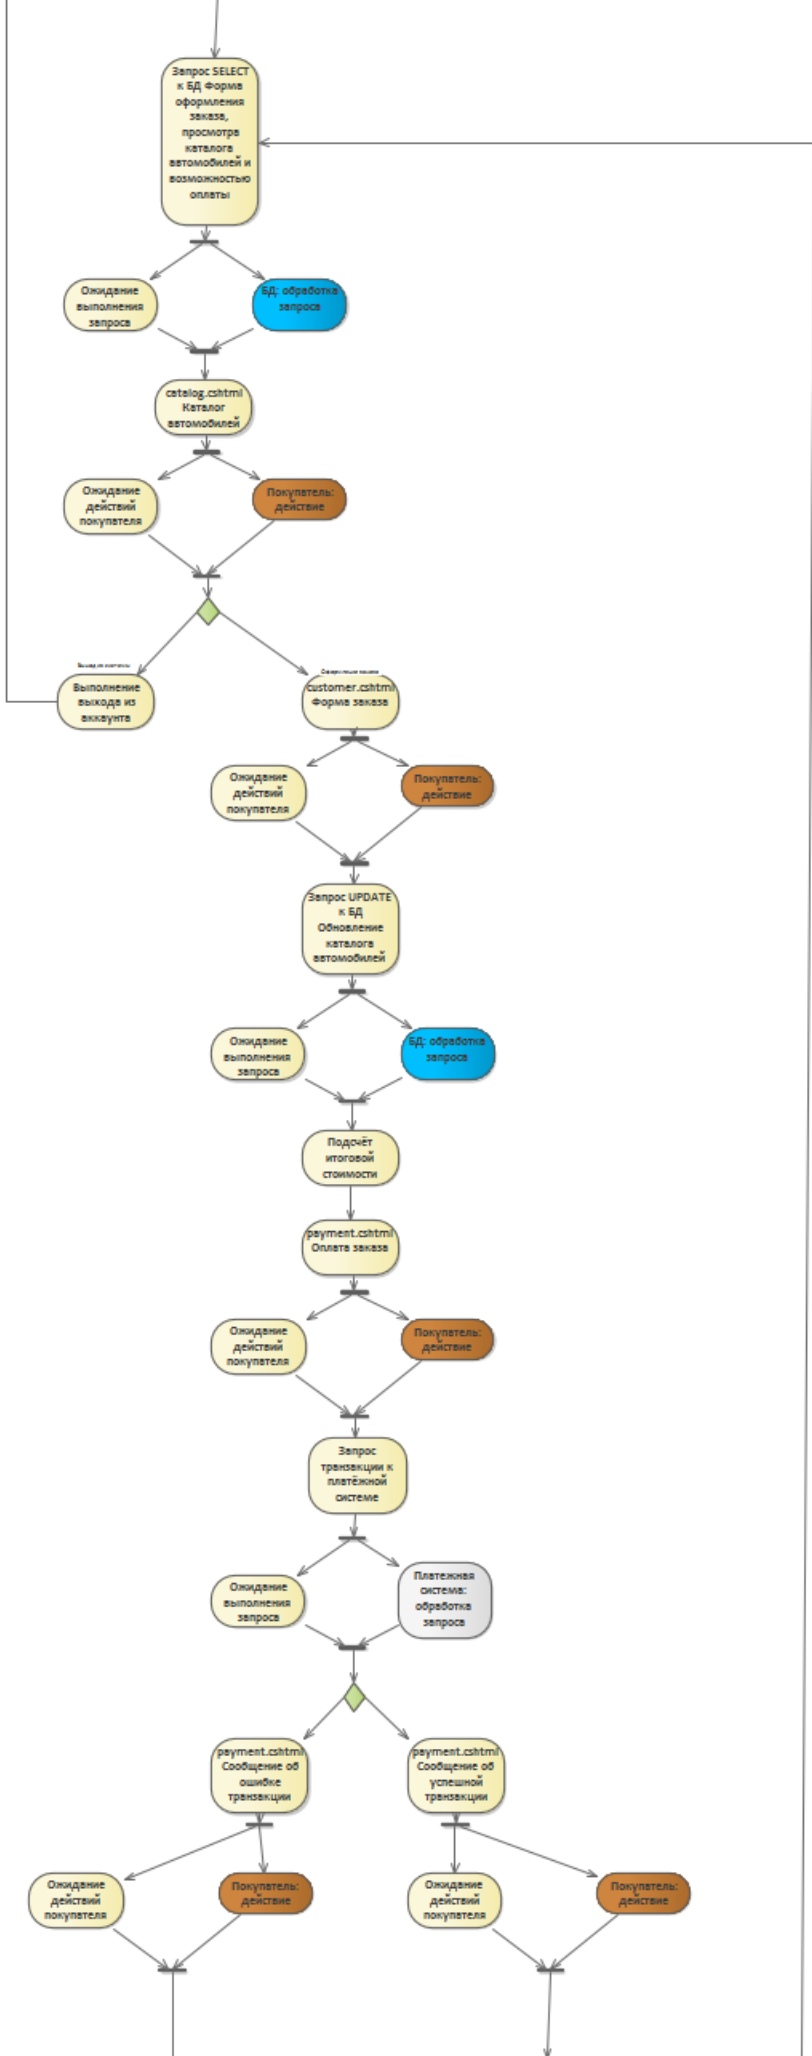 Запрос SELECT
к БД Форма
оформления
заказа,
просмотра
каталога
автомобилей и
возможностью
оплаты
Ожидание
выполнения
запроса
БД: обработка
запроса
catalog.cshtml
Каталог
автомобилей
Ожидание
действий
покупателя
Покупатель:
действие
Выход из системы
Выполнение
выхода из
аккаунта
customer.cshtml
Форма заказа
Ожидание
действий
покупателя
Покупатель:
действие
Запрос UPDATE
к БД
Обновление
каталога
автомобилей
Ожидание
выполнения
запроса
БД: обработка
запроса
Подсчёт
итоговой
стоимости
payment.cshtml
Оплата заказа
Ожидание
действий
покупателя
Покупатель:
действие
Запрос
транзакции к
платёжной
системе
Ожидание
выполнения
запроса
Платежная
система:
обработка
запроса
payment.cshtml
Сообщение об
ошибке
транзакции
payment.cshtml
Сообщение об
успешной
транзакции
Ожидание
действий
покупателя
Покупатель:
действие
Ожидание
действий
покупателя
Покупатель:
действие